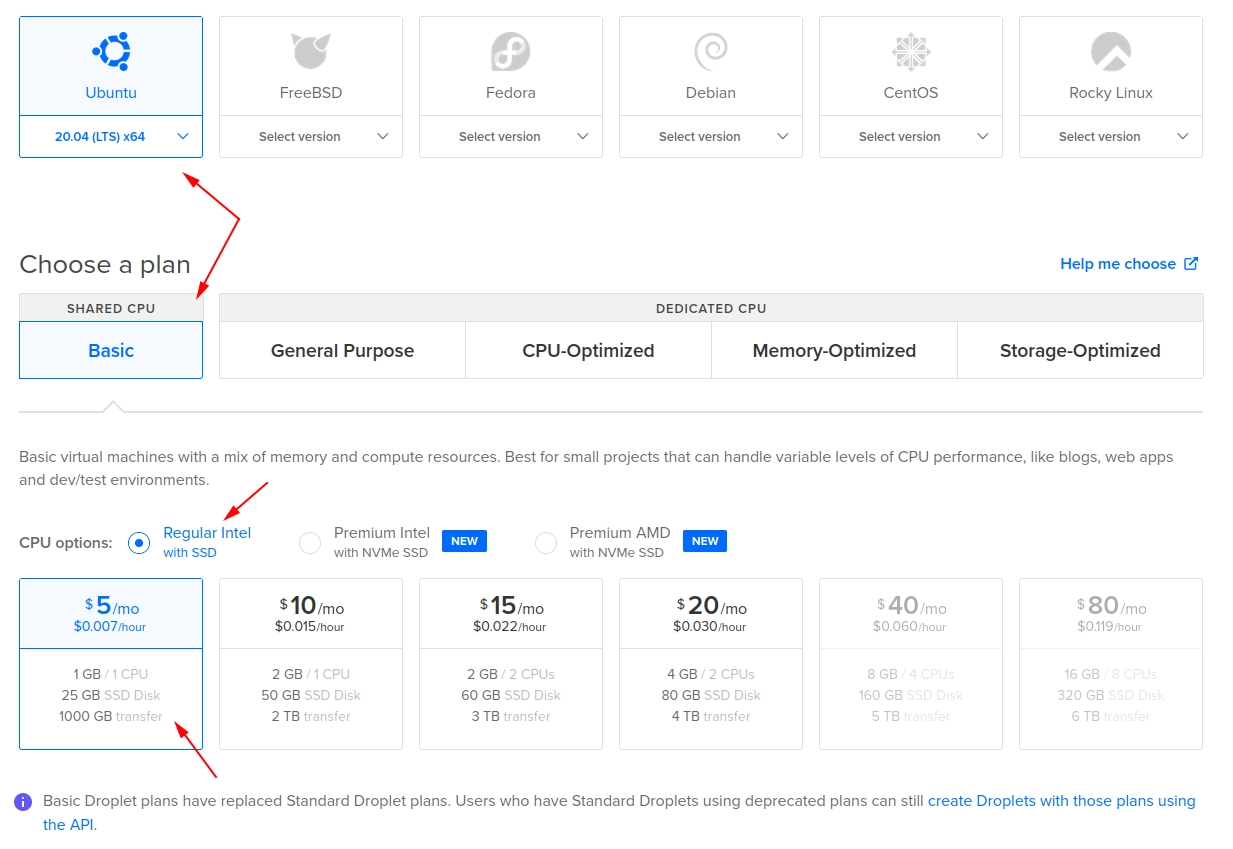 Ubuntu
FreeBSD
Fedora
Debian
CentOS
Rocky Linux
20.04 (LTS) x64
Select version
Select version
Select version
Select version
Select version
Choose a plan
Help me choose
SHARED CPU
DEDICATED CPU
Basic
General Purpose
CPU-Optimized
Memory-Optimized
Storage-Optimized
Basic virtual machines with a mix of memory and compute resources. Best for small projects that can handle variable levels of CPU performance, like blogs, web apps
and dev/test environments.
CPU options:
Regular Intel
with SSD
Premium Intel
with NVMe SSD
NEW
Premium AMD
with NVMe SSD
NEW
$5/mo
$0.007/hour
1 GB / 1 CPU
25 GB SSD Disk
1000 GB transfer
$10/mo
$0.015/hour
2 GB / 1 CPU
50 GB SSD Disk
2 TB transfer
$15/mo
$0.022/hour
2 GB / 2 CPUs
60 GB SSD Disk
3 TB transfer
$20/mo
$0.030/hour
4 GB / 2 CPUs
80 GB SSD Disk
4 TB transfer
$40/mo
$0.060/hour
8 GB / 4 CPUs
160 GB SSD Disk
5 TB transfer
$80/mo
$0.119/hour
16 GB / 8 CPUs
320 GB SSD Disk
6 TB transfer
Basic Droplet plans have replaced Standard Droplet plans. Users who have Standard Droplets using deprecated plans can still create Droplets with those plans using
the API.